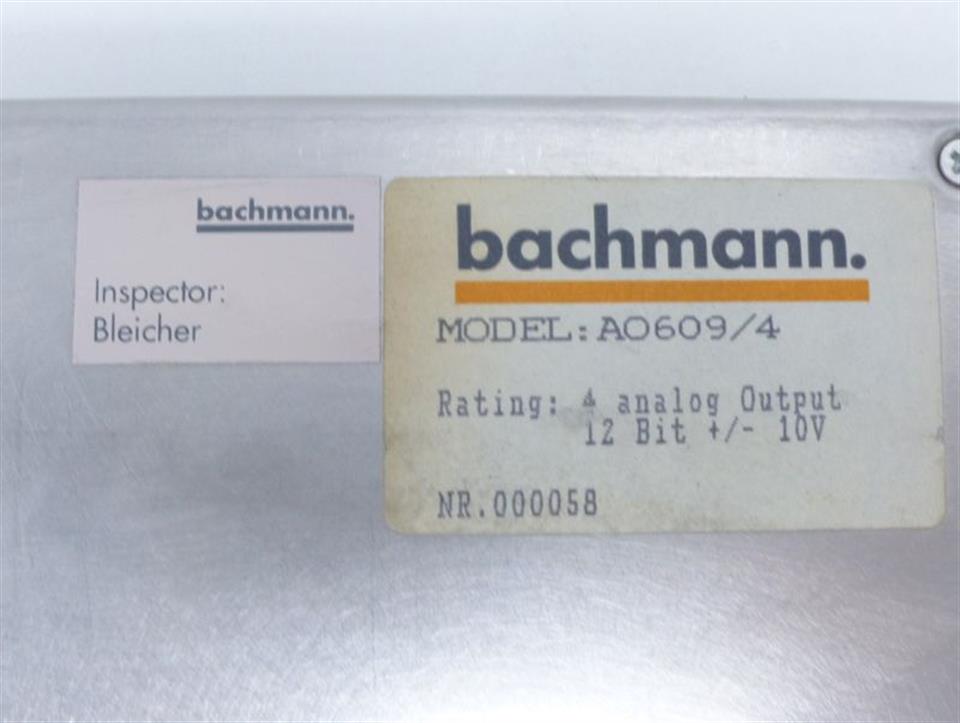 bachmann.
Inspector:
Bleicher
bachmann.
MODEL: AO609/4
Rating: 4 analog Output
12 Bit +/- 10V
NR.000058